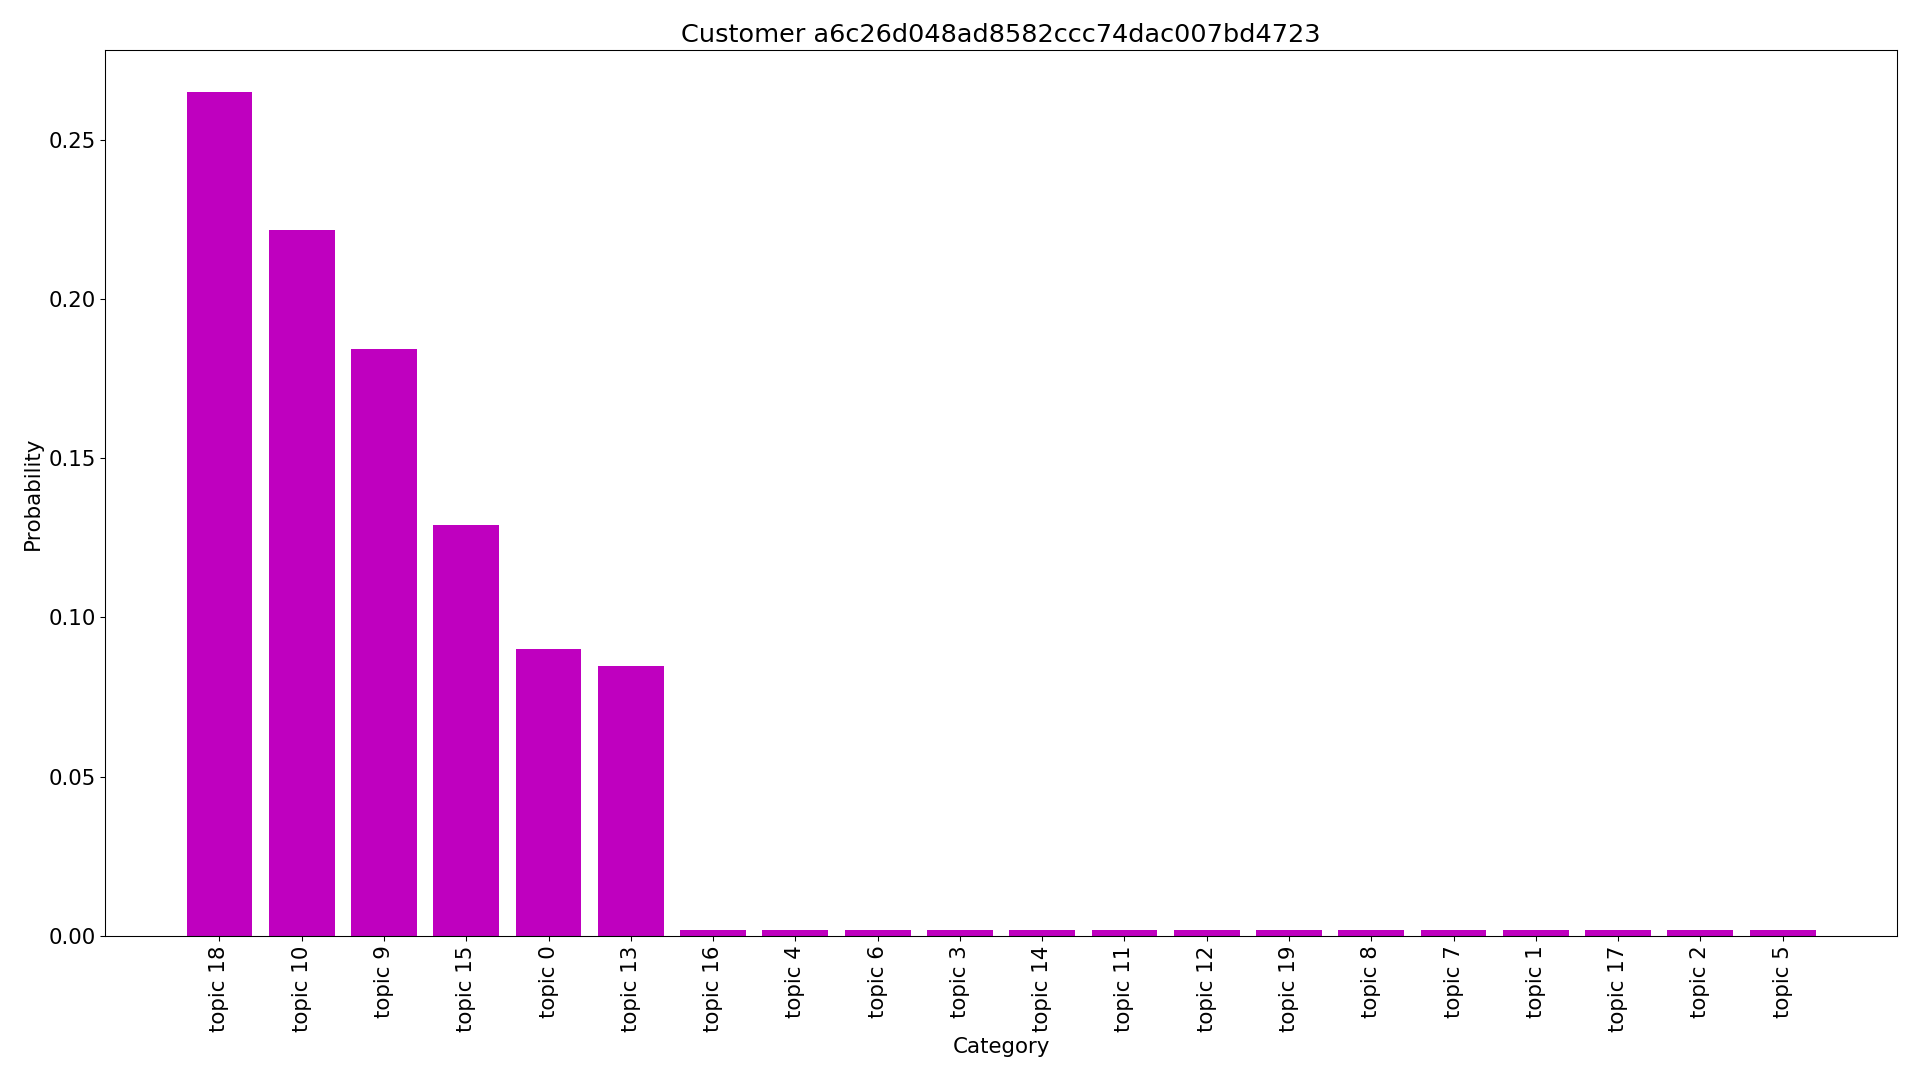 Customer a6c26d048ad8582ccc74dac007bd4723
Probability
0.25
0.20
0.15
0.10
0.05
0.00
topic 18
topic 10
topic 9
topic 15
topic 0
topic 13
topic 16
topic 4
topic 6
topic 3
topic 14
topic 11
topic 12
topic 19
topic 8
topic 7
topic 1
topic 17
topic 2
topic 5
Category